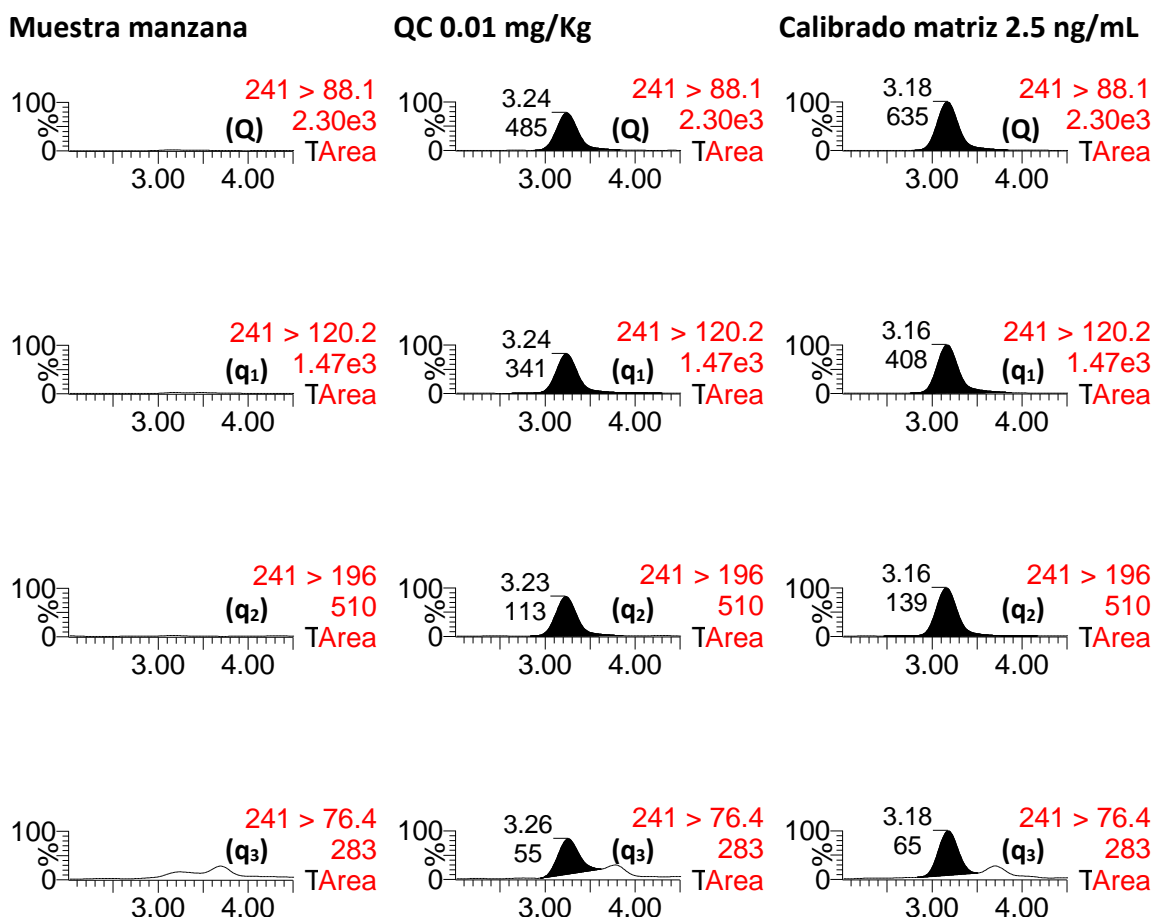 Muestra manzana
QC 0.01 mg/Kg
Calibrado matriz 2.5 ng/mL
241 > 88.1
2.30e3
TArea
(Q)
100
%
0
3.00 4.00
3.24
485
241 > 88.1
2.30e3
TArea
(Q)
100
%
0
3.00 4.00
3.18
635
241 > 88.1
2.30e3
TArea
(Q)
100
%
0
3.00 4.00
241 > 120.2
1.47e3
TArea
(q₁)
100
%
0
3.00 4.00
3.24
341
241 > 120.2
1.47e3
TArea
(q₁)
100
%
0
3.00 4.00
3.16
408
241 > 120.2
1.47e3
TArea
(q₁)
100
%
0
3.00 4.00
241 > 196
510
TArea
(q₂)
100
%
0
3.00 4.00
3.23
113
241 > 196
510
TArea
(q₂)
100
%
0
3.00 4.00
3.16
139
241 > 196
510
TArea
(q₂)
100
%
0
3.00 4.00
241 > 76.4
283
TArea
(q₃)
100
%
0
3.00 4.00
3.26
55
241 > 76.4
283
TArea
(q₃)
100
%
0
3.00 4.00
3.18
65
241 > 76.4
283
TArea
(q₃)
100
%
0
3.00 4.00